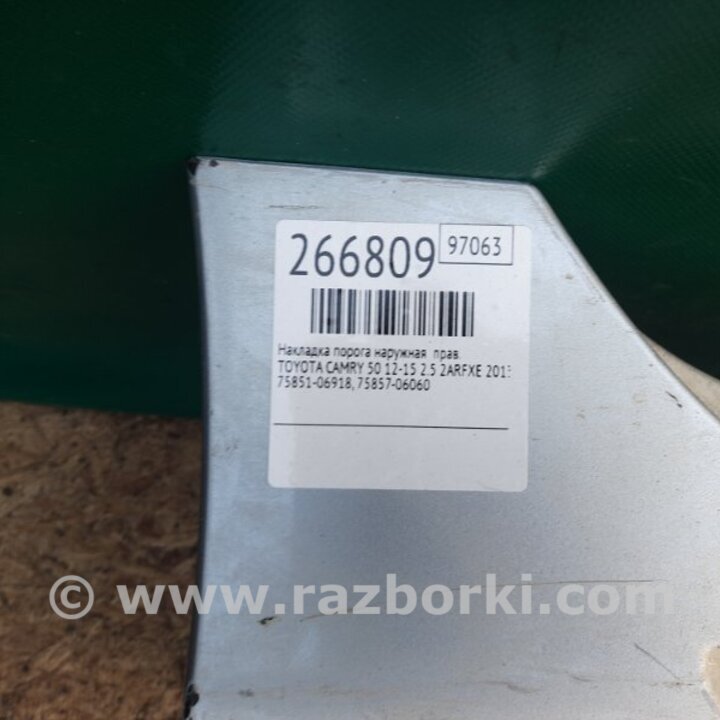 266809
97063
Накладка порога наружная прав.
TOYOTA CAMRY 50 12-15 2.5 2ARFXE 2013
75851-06918, 75857-06060
© www.razborki.com